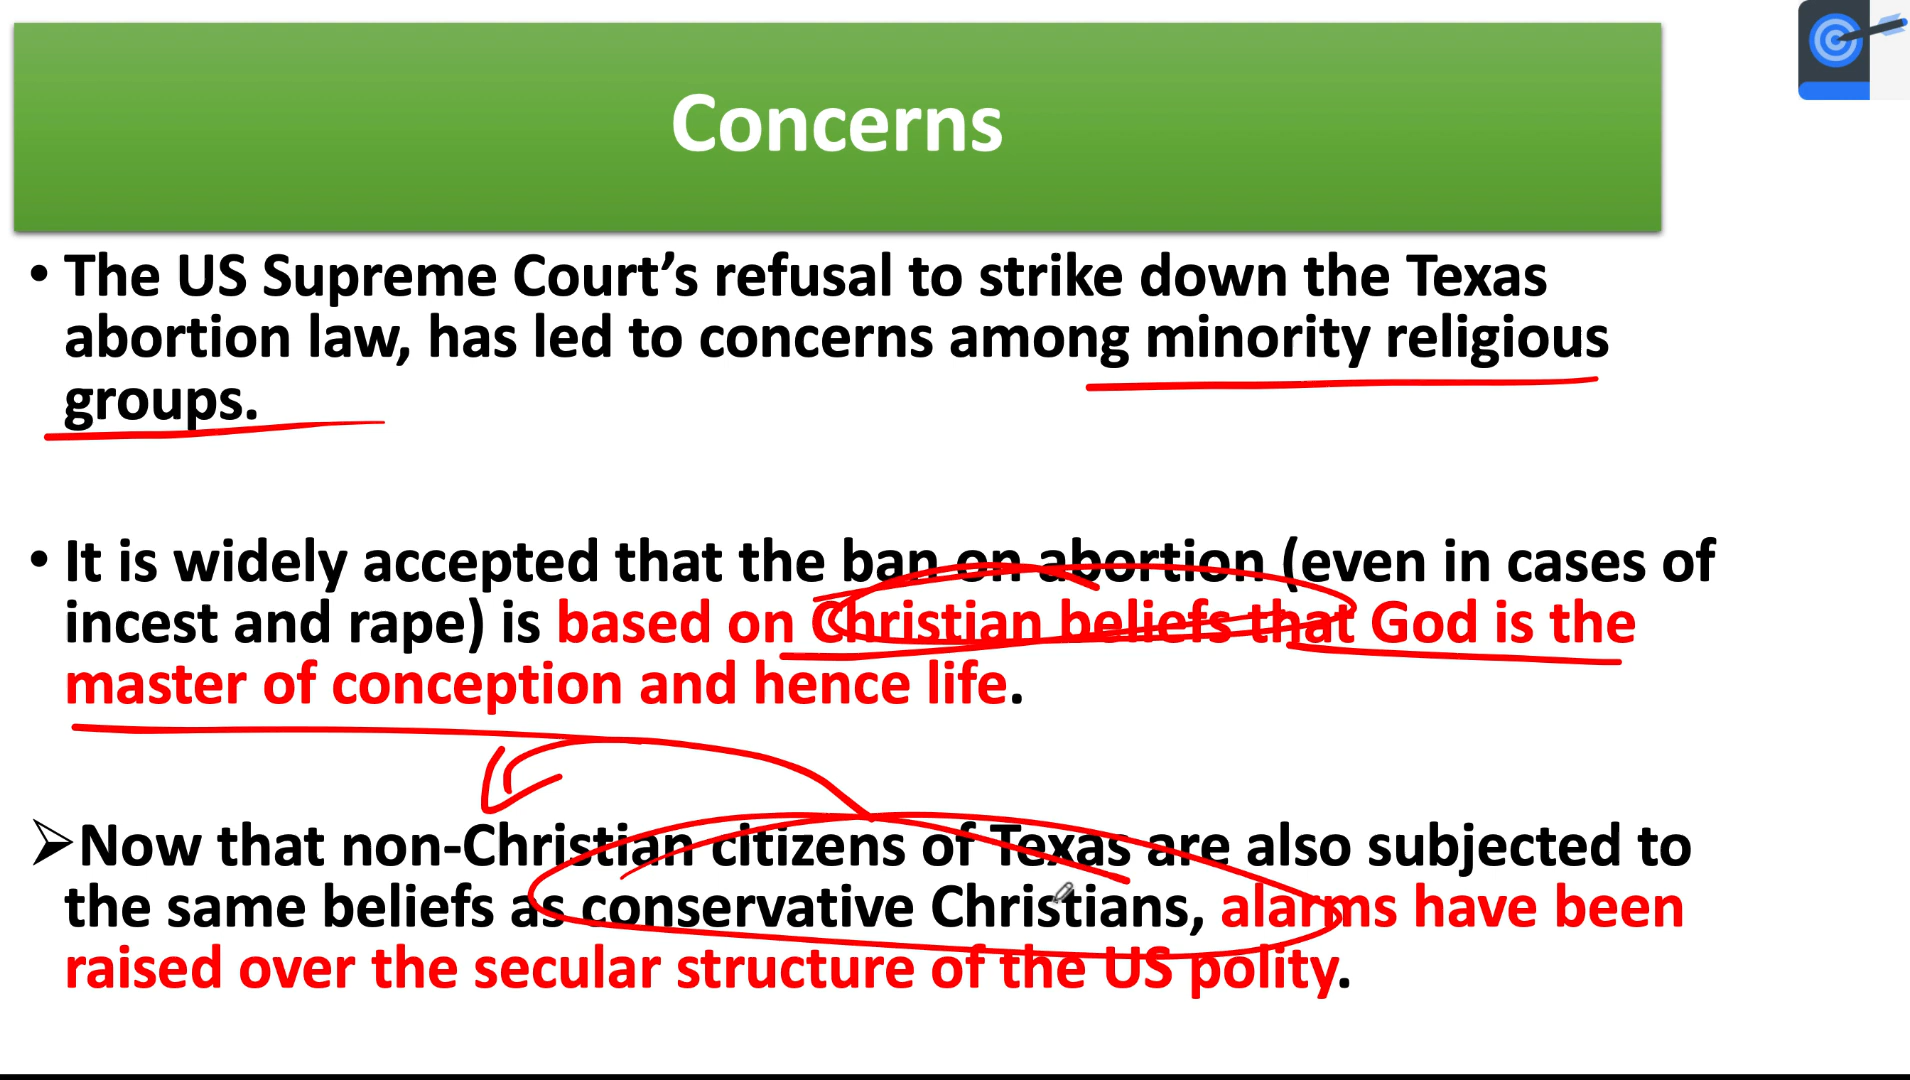 Concerns
• The US Supreme Court’s refusal to strike down the Texas
abortion law, has led to concerns among minority religious
groups.
• It is widely accepted that the ban on abortion (even in cases of
incest and rape) is based on Christian beliefs that God is the
master of conception and hence life.
➢Now that non-Christian citizens of Texas are also subjected to
the same beliefs as conservative Christians, alarms have been
raised over the secular structure of the US polity.